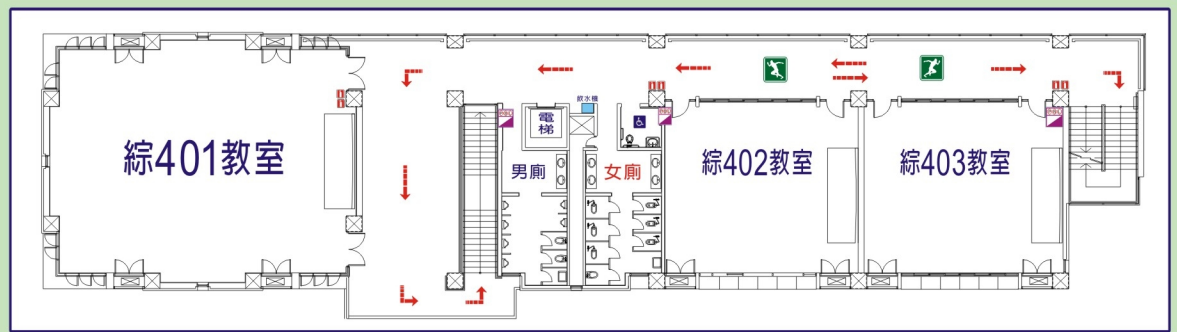 飲水機
電
梯
綜401教室
男廁
女廁
綜402教室
綜403教室